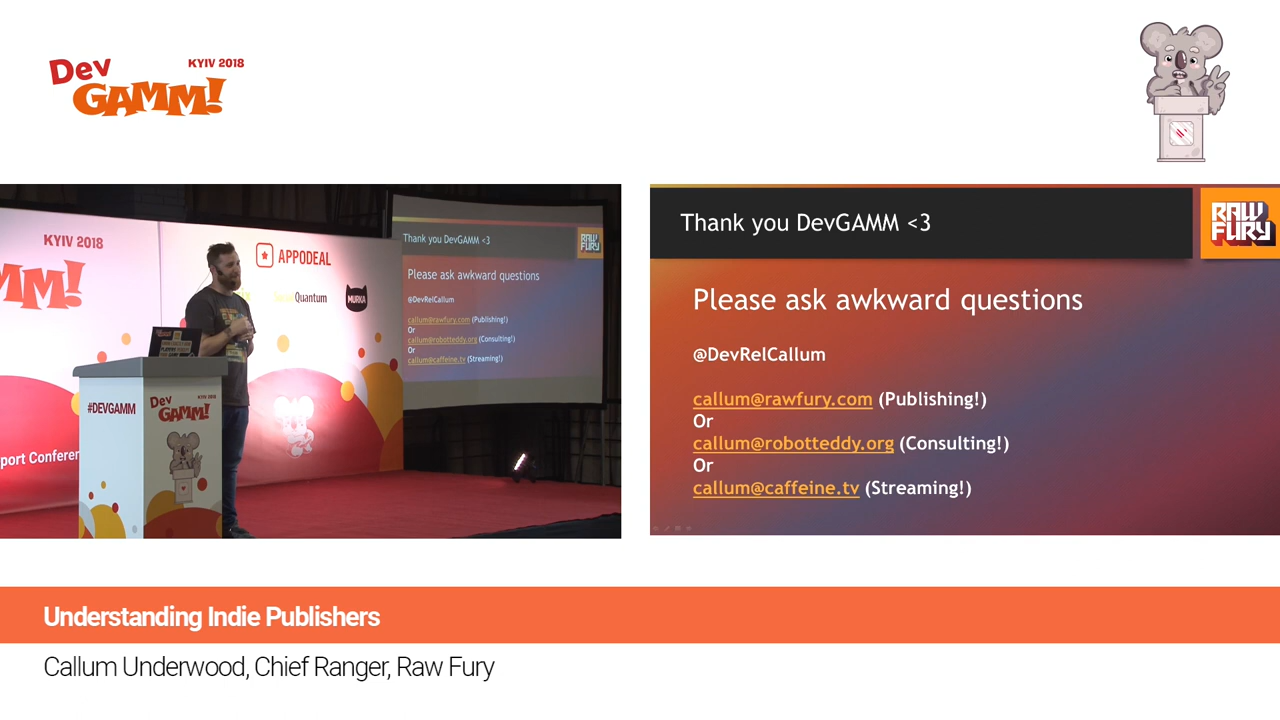 Dev
GAMM!
KYIV 2018
KYIV 2018
MM!
APPODEAL
Quantum
MURKA
#DEVGAMM
Dev
KYIV 2018
GAMM!
port Conferen
Thank you DevGAMM <3
RAW
FURY
Please ask awkward questions
@DevRelCallum
callum@rawfury.com (Publishing!)
Or
callum@robotteddy.org (Consulting!)
Or
callum@caffeine.tv (Streaming!)
Thank you DevGAMM <3
RAW
FURY
Please ask awkward questions
@DevRelCallum
callum@rawfury.com (Publishing!)
Or
callum@robotteddy.org (Consulting!)
Or
callum@caffeine.tv (Streaming!)
Understanding Indie Publishers
Callum Underwood, Chief Ranger, Raw Fury